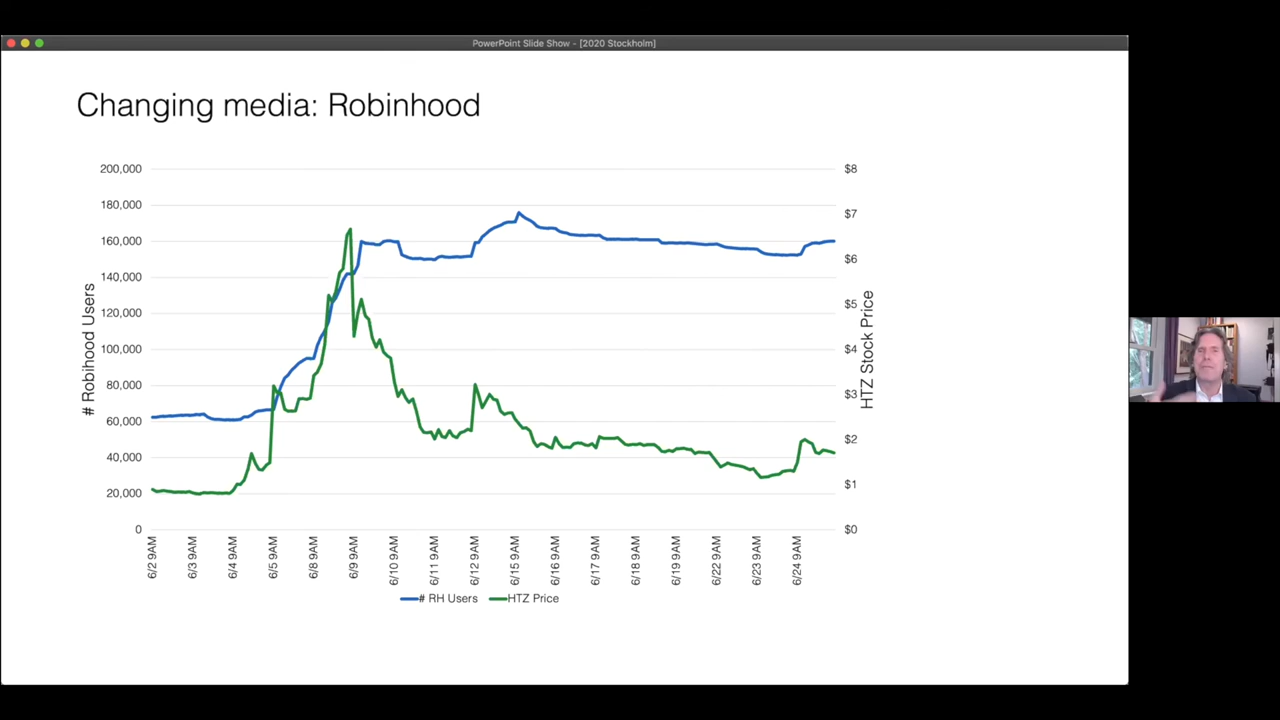 PowerPoint Slide Show - [2020 Stockholm]
Changing media: Robinhood
# Robihood Users
200,000
180,000
160,000
140,000
120,000
100,000
80,000
60,000
40,000
20,000
0
$8
$7
$6
$5
$4
$3
$2
$1
$0
HTZ Stock Price
6/2 9AM
6/3 9AM
6/4 9AM
6/5 9AM
6/8 9AM
6/9 9AM
6/10 9AM
6/11 9AM
6/12 9AM
6/15 9AM
6/16 9AM
6/17 9AM
6/18 9AM
6/19 9AM
6/22 9AM
6/23 9AM
6/24 9AM
# RH Users
HTZ Price